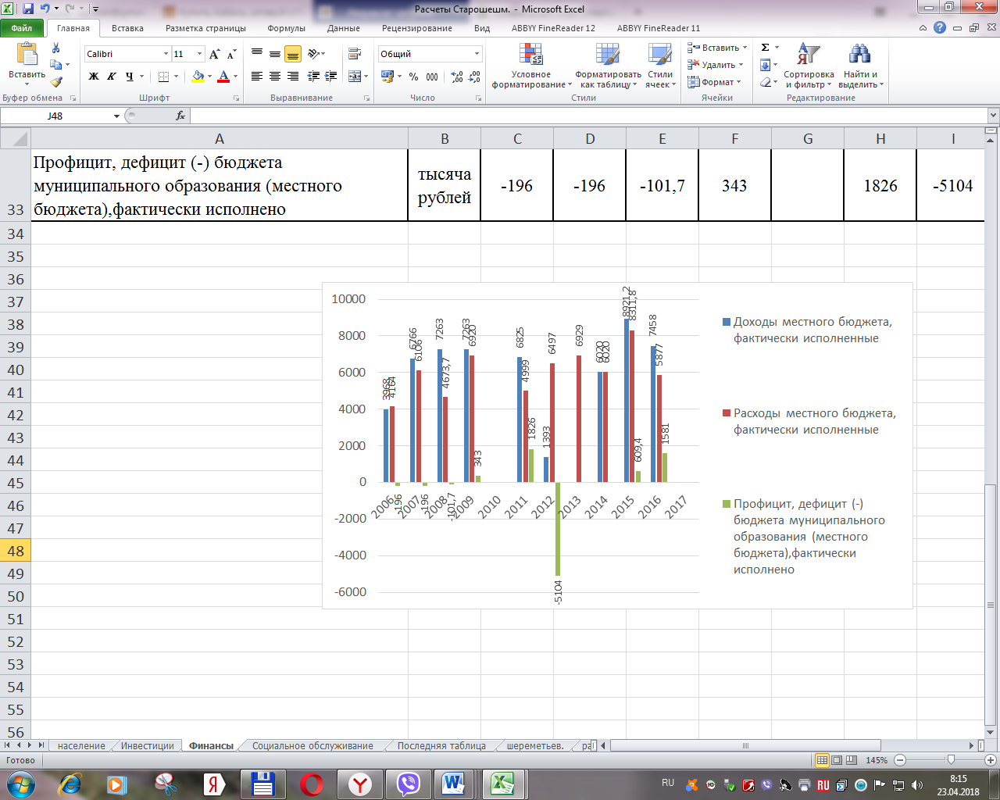 Расчеты Старошешм. - Microsoft Excel
Файл Главная Вставка Разметка страницы Формулы Данные Рецензирование Вид ABBYY FineReader 12 ABBYY FineReader 11
Вставить
Буфер обмена
Calibri 11
Ж К Ч
Шрифт
Выравнивание
Общий
% 000
Число
Условное форматирование
Форматировать как таблицу
Стили ячеек
Стили
Вставить
Удалить
Формат
Ячейки
Сортировка и фильтр
Найти и выделить
Редактирование
J48 fx
A B C D E F G H I
33 Профицит, дефицит (-) бюджета муниципального образования (местного бюджета),фактически исполнено тысяча рублей -196 -196 -101,7 343 1826 -5104
34
35
36
37
38
39
40
41
42
43
44
45
46
47
48
49
50
51
52
53
54
55
56
10000
8000
6000
4000
2000
0
-2000
-4000
-6000
3968 4164 -196
6766 6106 -196
7263 4673,7 -101,7
7263 6920 343
6825 4999 1826
1393 6497 -5104
6929
6020 6020
8921,2 8311,8 609,4
7458 5877 1581
2006 2007 2008 2009 2010 2011 2012 2013 2014 2015 2016 2017
Доходы местного бюджета,
фактически исполненные
Расходы местного бюджета,
фактически исполненные
Профицит, дефицит (-)
бюджета муниципального
образования (местного
бюджета),фактически
исполнено
население Инвестиции Финансы Социальное обслуживание Последняя таблица шереметьев.
Готово 145%
RU 8:15
23.04.2018